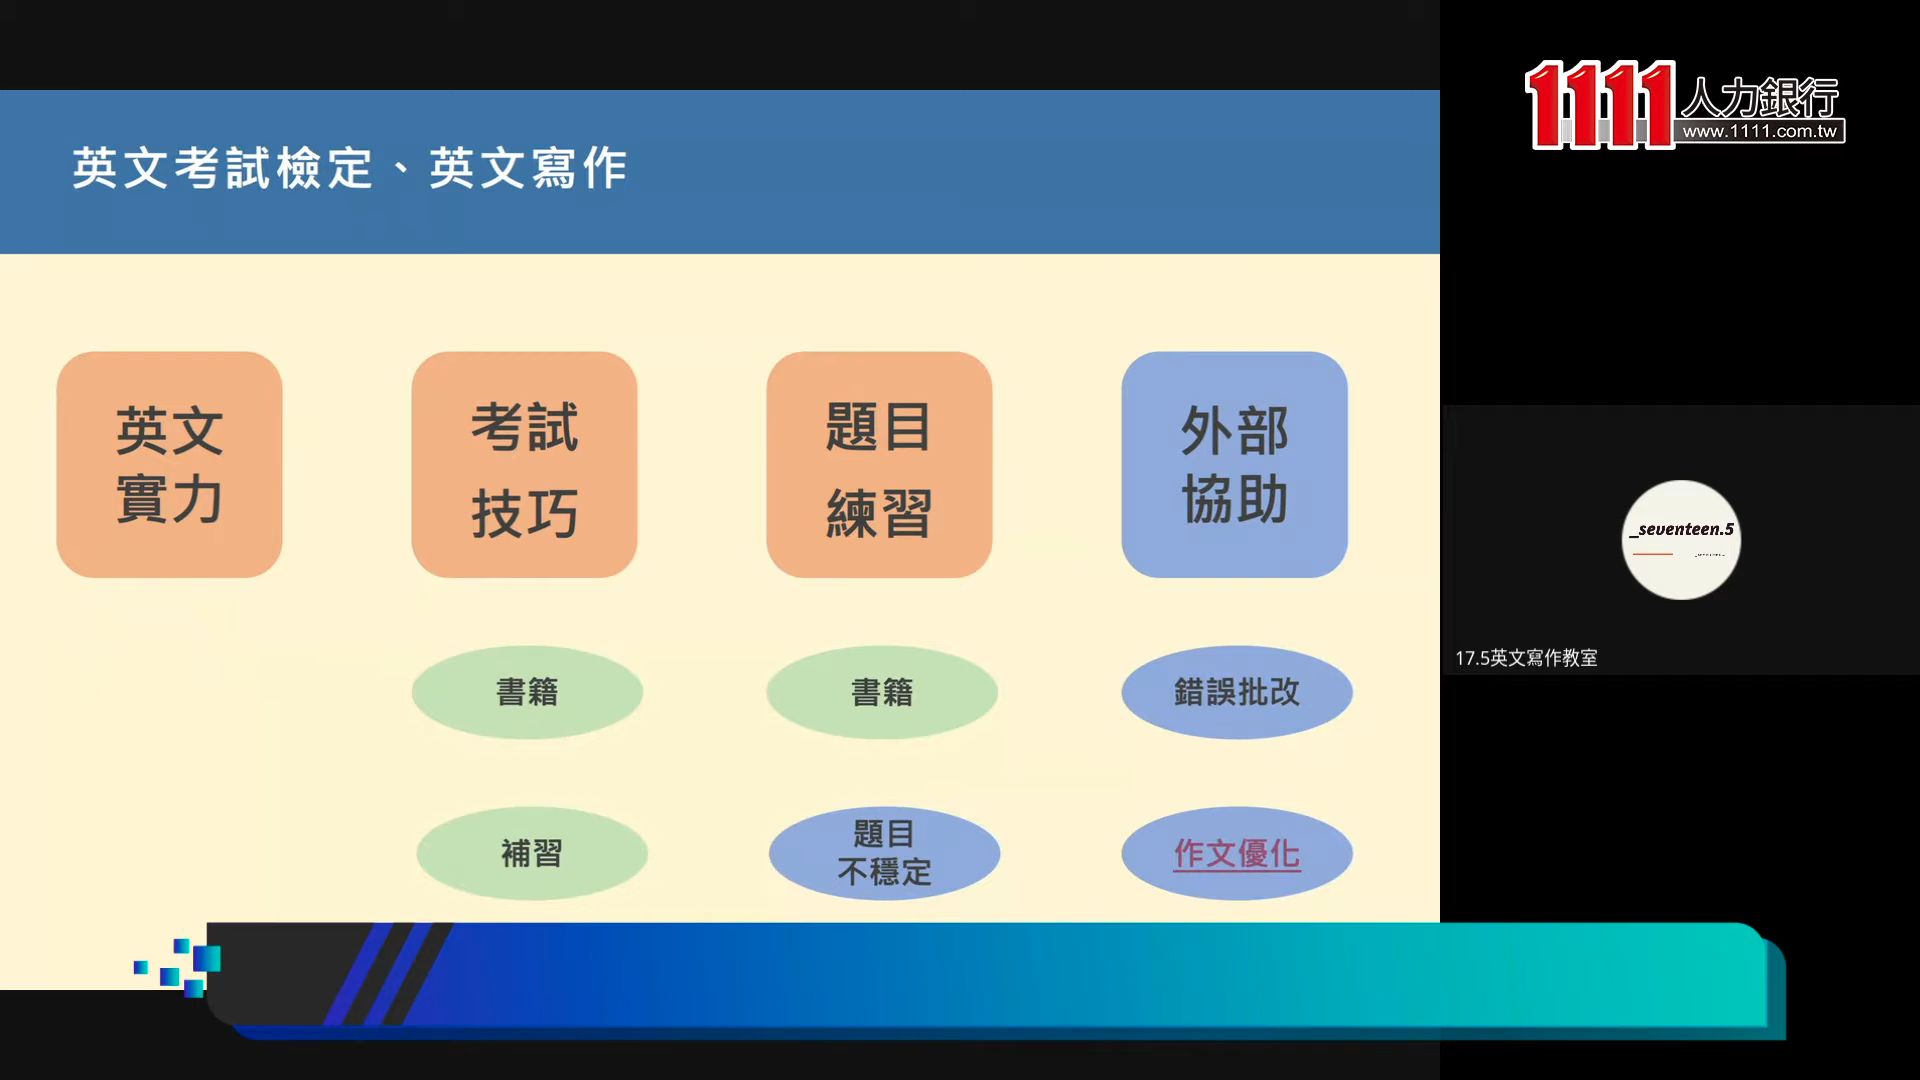 英文考試檢定、英文寫作
英文
實力
考試
技巧
題目
練習
外部
協助
書籍
書籍
錯誤批改
補習
題目
不穩定
作文優化
1111人力銀行
www.1111.com.tw
_seventeen.5
17.5英文寫作教室